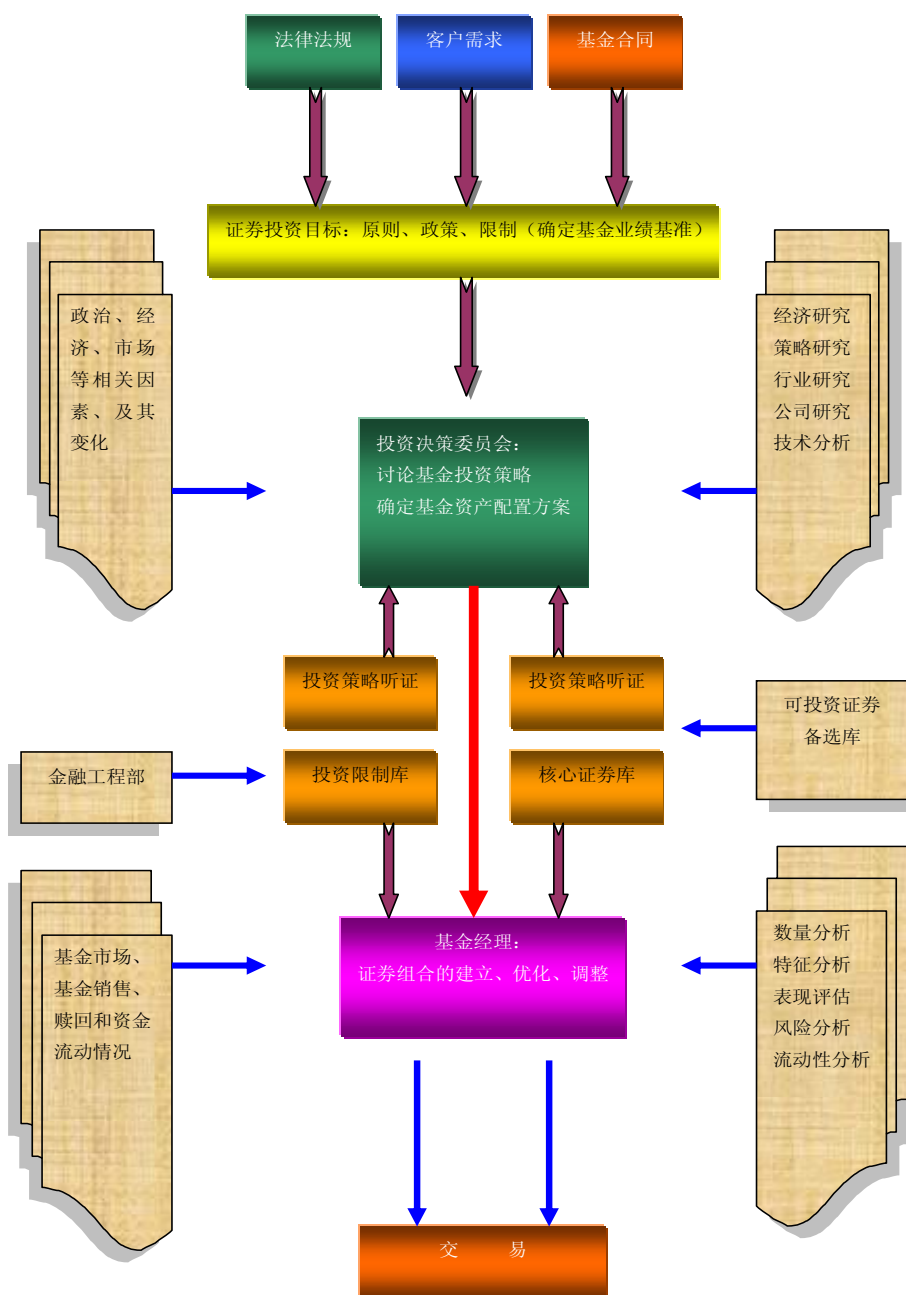 法律法规
客户需求
基金合同
证券投资目标：原则、政策、限制（确定基金业绩基准）
政治、经
济、市场
等相关因
素、及其
变化
经济研究
策略研究
行业研究
公司研究
技术分析
投资决策委员会：
讨论基金投资策略
确定基金资产配置方案
投资策略听证
投资策略听证
可投资证券
备选库
金融工程部
投资限制库
核心证券库
基金经理：
证券组合的建立、优化、调整
基金市场、
基金销售、
赎回和资金
流动情况
数量分析
特征分析
表现评估
风险分析
流动性分析
交 易